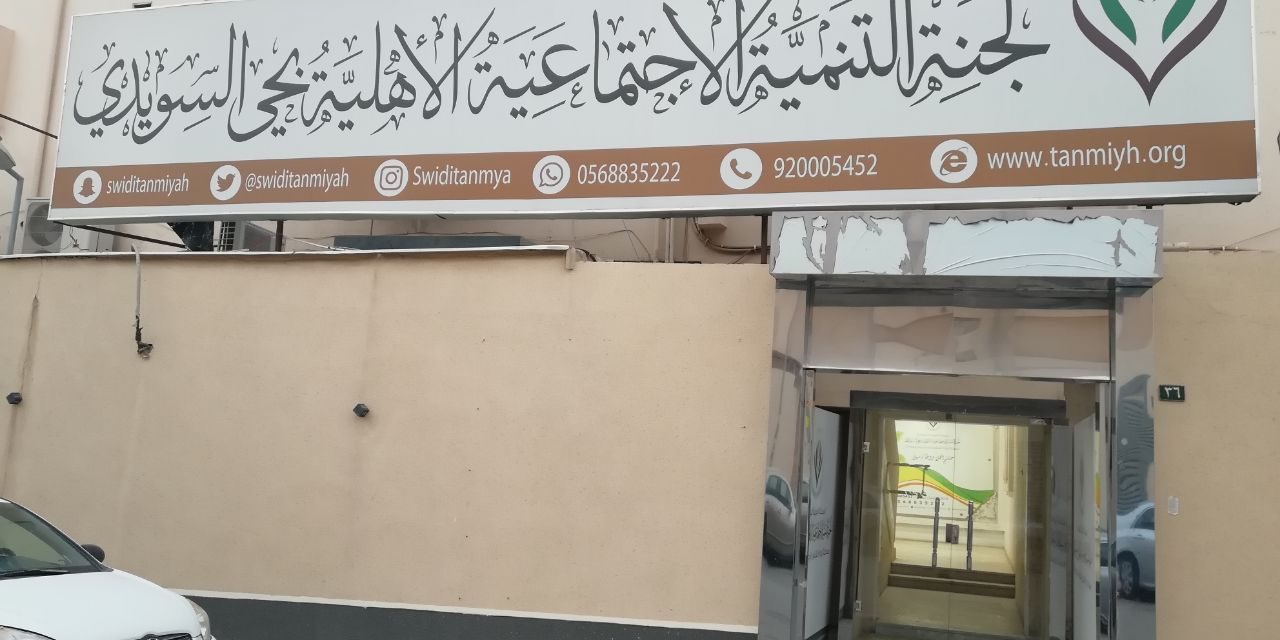 لجنة التنمية الاجتماعية الأهلية بحي السويدي
swiditanmiyah @swiditanmiyah Swiditanmya 0568835222 920005452 www.tanmiyh.org
٣٦